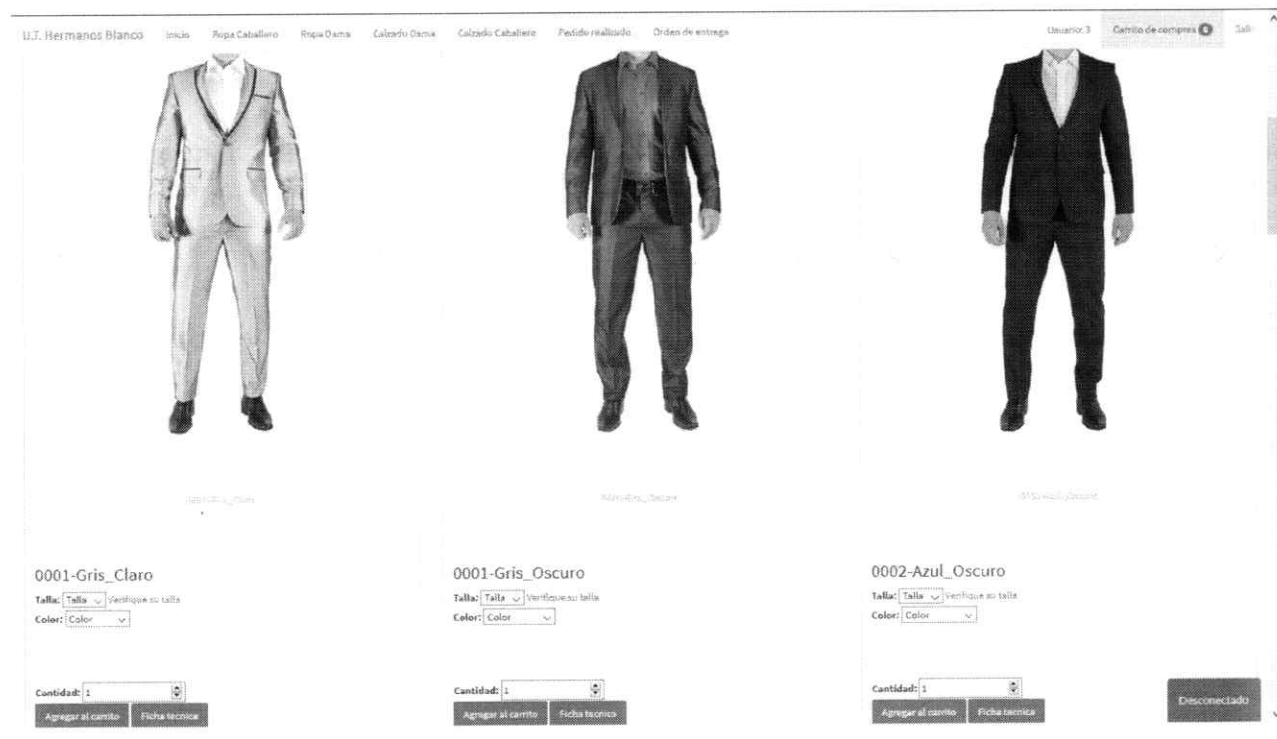 U.T. Hermanos Blanco Inicio Ropa Caballero Ropa Dama Calzado Dama Calzado Caballero Pedido realizado Orden de entrega Usuario: 3 Carrito de compras
0001-Gris_Claro 0001-Gris_Oscuro 0002-Azul_Oscuro
Talla: Talla Verifique su talla Talla: Talla Verifique su talla Talla: Talla Verifique su talla
Color: Color Color: Color Color: Color
Cantidad: 1 Cantidad: 1 Cantidad: 1
Agregar al carrito Ficha tecnica Agregar al carrito Ficha tecnica Agregar al carrito Ficha tecnica Desconectado